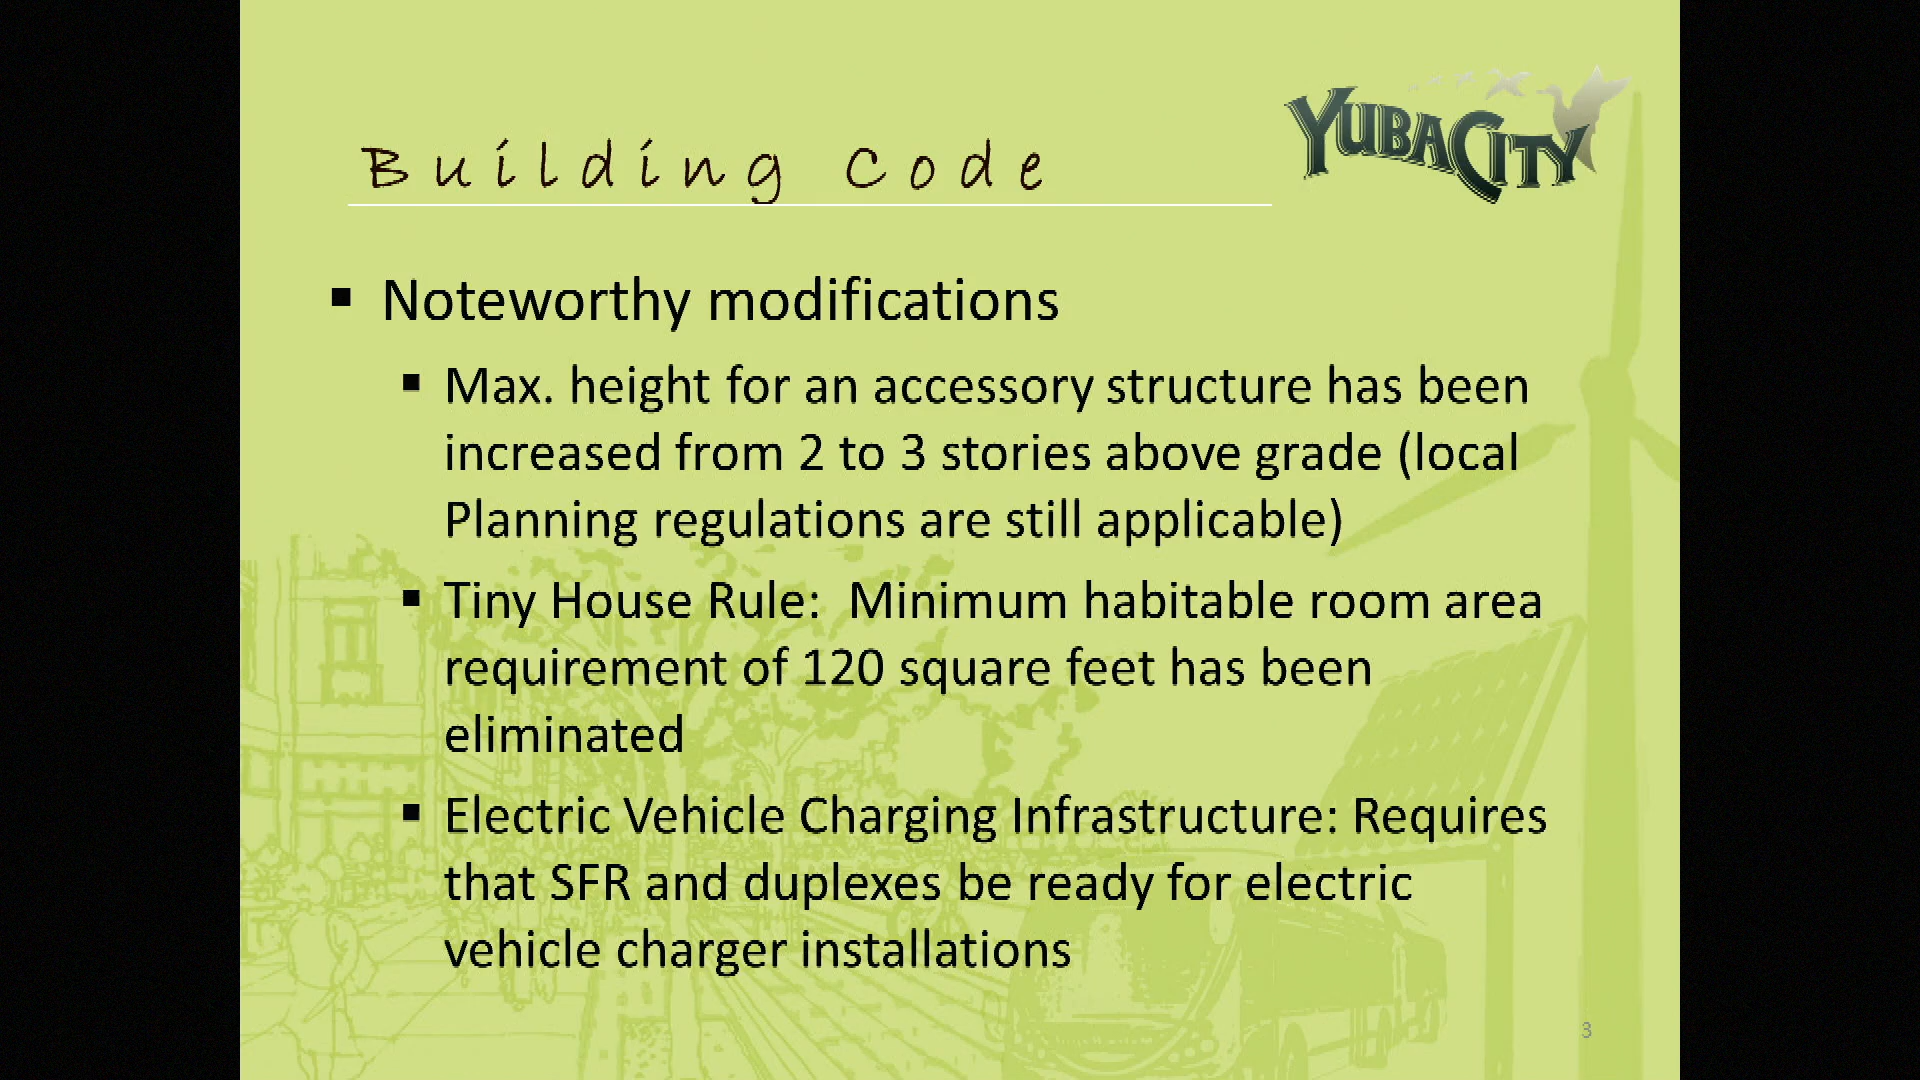 Building Code
YUBA CITY
▪ Noteworthy modifications
▪ Max. height for an accessory structure has been
increased from 2 to 3 stories above grade (local
Planning regulations are still applicable)
▪ Tiny House Rule:  Minimum habitable room area
requirement of 120 square feet has been
eliminated
▪ Electric Vehicle Charging Infrastructure: Requires
that SFR and duplexes be ready for electric
vehicle charger installations
3